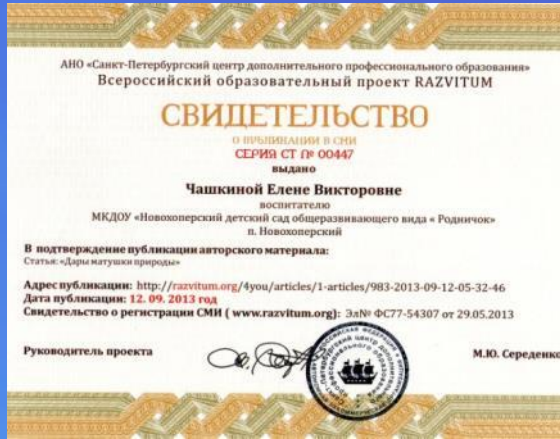 АНО «Санкт-Петербургский центр дополнительного профессионального образования»
Всероссийский образовательный проект RAZVITUM
СВИДЕТЕЛЬСТВО
О ПУБЛИКАЦИИ В СМИ
СЕРИЯ СТ № 00447
выдано
Чашкиной Елене Викторовне
воспитателю
МКДОУ «Новохоперский детский сад общеразвивающего вида « Родничок»
п. Новохоперский
В подтверждение публикации авторского материала:
Статья: «Дары матушки природы»
Адрес публикации: http://razvitum.org/4you/articles/1-articles/983-2013-09-12-05-32-46
Дата публикации: 12. 09. 2013 год
Свидетельство о регистрации СМИ ( www.razvitum.org): Эл№ ФС77-54307 от 29.05.2013
Руководитель проекта
М.Ю. Середенко